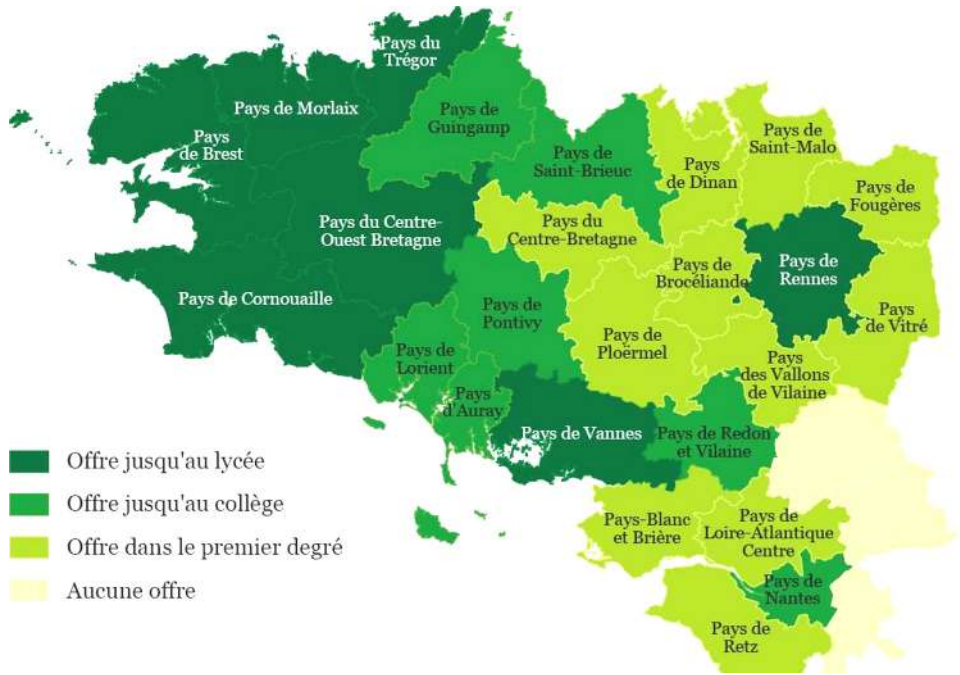 Pays du
Trégor
Pays de Morlaix
Pays
de Brest
Pays de
Guingamp
Pays de
Saint-Brieuc
Pays
de Dinan
Pays de
Saint-Malo
Pays de
Fougères
Pays du Centre-
Ouest Bretagne
Pays du
Centre-Bretagne
Pays de
Brocéliande
Pays de
Rennes
Pays de Cornouaille
Pays de
Pontivy
Pays de
Ploërmel
Pays
de Vitré
Pays de
Lorient
Pays
d'Auray
Pays
des Vallons
de Vilaine
Pays de Vannes
Pays de Redon
et Vilaine
Pays-Blanc
et Brière
Pays de
Loire-Atlantique
Centre
Pays de
Nantes
Pays de
Retz
Offre jusqu'au lycée
Offre jusqu'au collège
Offre dans le premier degré
Aucune offre